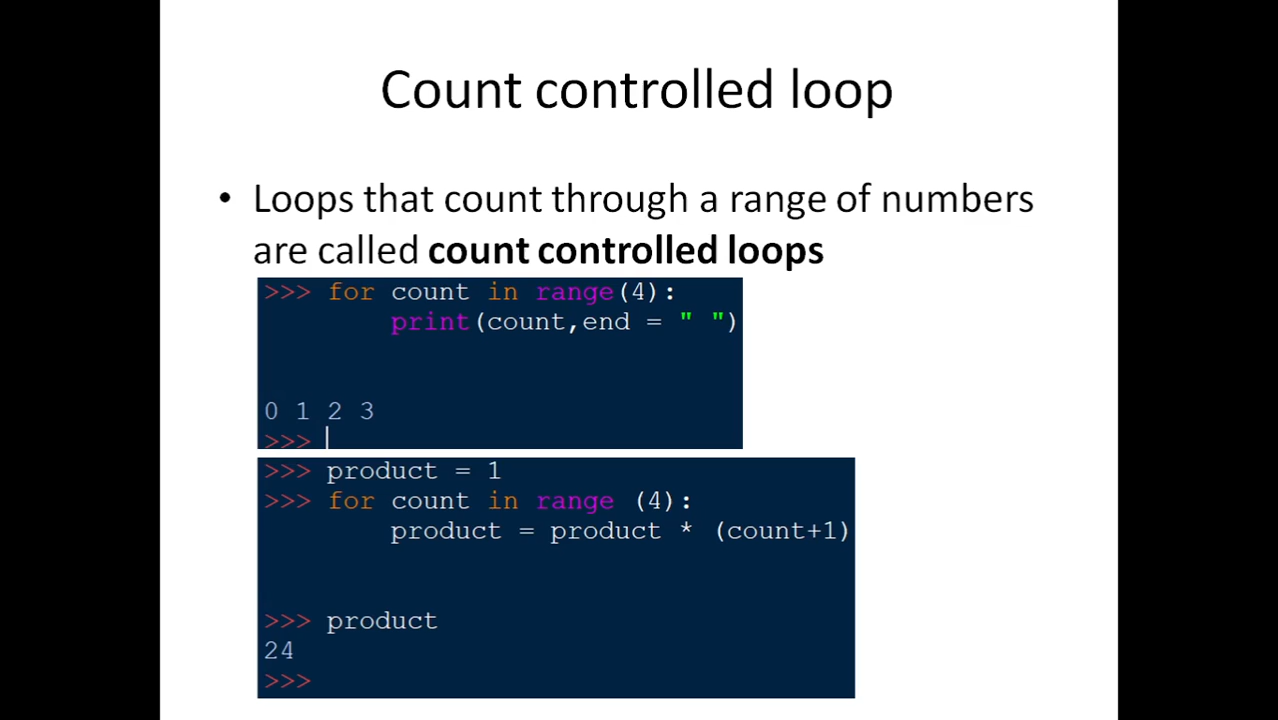 Count controlled loop
• Loops that count through a range of numbers
are called count controlled loops
>>> for count in range(4):
        print(count,end = " ")
0 1 2 3
>>>
>>> product = 1
>>> for count in range (4):
        product = product * (count+1)
>>> product
24
>>>